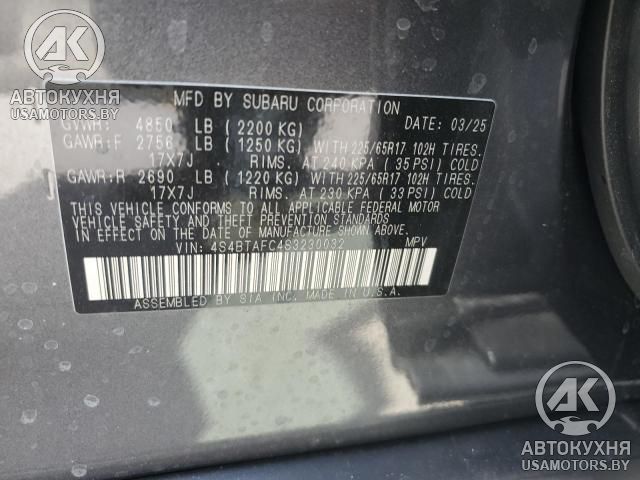 AK
АВТОКУХНЯ
USAMOTORS.BY
MFD BY SUBARU CORPORATION
GVWR: 4850 LB (2200 KG) DATE: 03/25
GAWR:F 2756 LB (1250 KG) WITH 225/65R17 102H TIRES.
17X7J RIMS. AT 240 KPA (35 PSI) COLD
GAWR:R 2690 LB (1220 KG) WITH 225/65R17 102H TIRES.
17X7J RIMS. AT 230 KPA (33 PSI) COLD
THIS VEHICLE CONFORMS TO ALL APPLICABLE FEDERAL MOTOR
VEHICLE SAFETY AND THEFT PREVENTION STANDARDS
IN EFFECT ON THE DATE OF MANUFACTURE SHOWN ABOVE.
VIN: 4S4BTAFC4S3230032 MPV
ASSEMBLED BY SIA INC. MADE IN U.S.A.
AK
АВТОКУХНЯ
USAMOTORS.BY